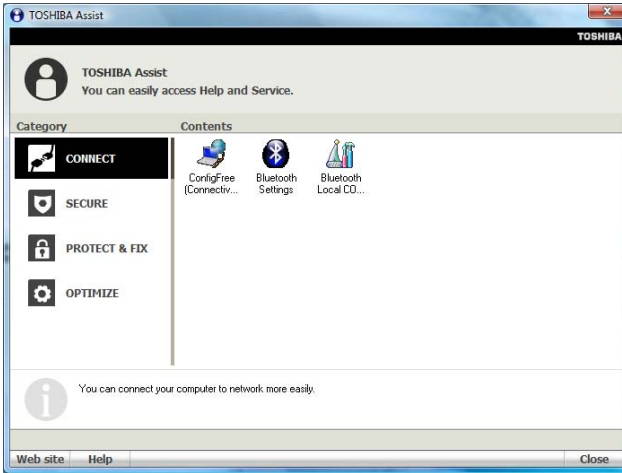 TOSHIBA Assist
TOSHIBA
TOSHIBA Assist
You can easily access Help and Service.
Category
Contents
CONNECT
SECURE
PROTECT & FIX
OPTIMIZE
ConfigFree
(Connectiv...
Bluetooth
Settings
Bluetooth
Local CO...
You can connect your computer to network more easily.
Web site
Help
Close